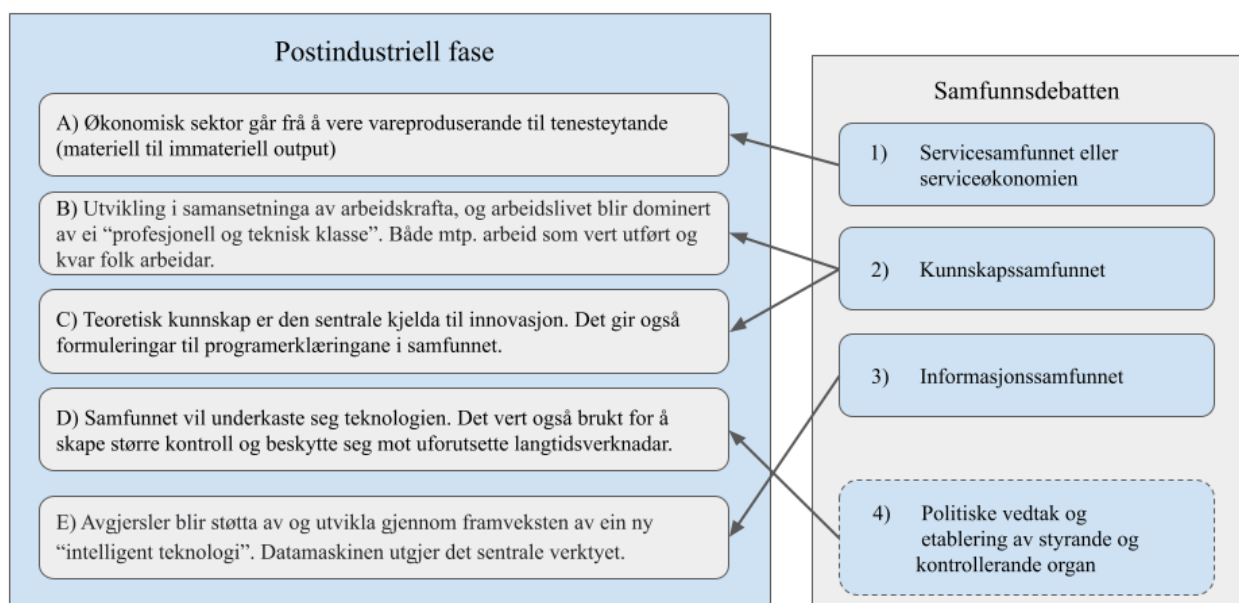 Postindustriell fase
A) Økonomisk sektor går frå å vere vareproduserande til tenesteytande
(materiell til immateriell output)
B) Utvikling i samansetninga av arbeidskrafta, og arbeidslivet blir dominert
av ei “profesjonell og teknisk klasse”. Både mtp. arbeid som vert utført og
kvar folk arbeidar.
C) Teoretisk kunnskap er den sentrale kjelda til innovasjon. Det gir også
formuleringar til programerklæringane i samfunnet.
D) Samfunnet vil underkaste seg teknologien. Det vert også brukt for å
skape større kontroll og beskytte seg mot uforutsette langtidsverknadar.
E) Avgjersler blir støtta av og utvikla gjennom framveksten av ein ny
“intelligent teknologi”. Datamaskinen utgjer det sentrale verktyet.
Samfunnsdebatten
1) Servicesamfunnet eller
serviceøkonomien
2) Kunnskapssamfunnet
3) Informasjonssamfunnet
4) Politiske vedtak og
etablering av styrande og
kontrollerande organ